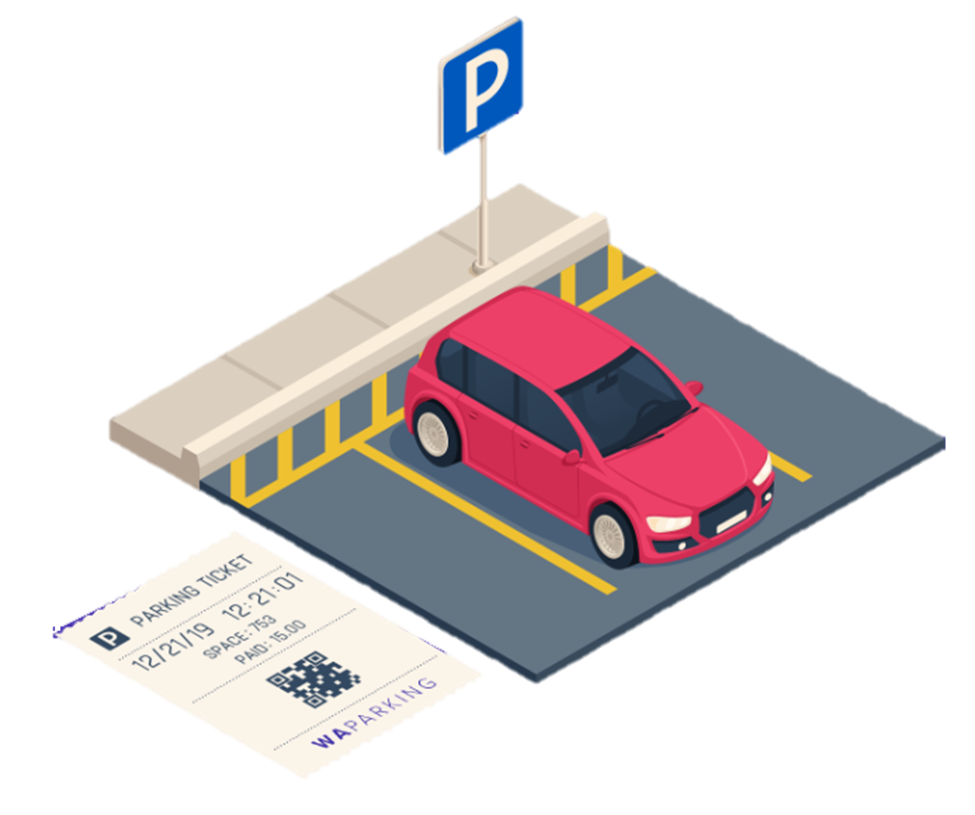 P
P PARKING TICKET
12/21/19 12:21:01
SPACE: 753
PAID: 15.00
WAPARKING